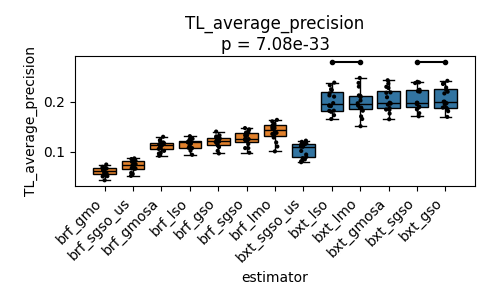 TL_average_precision
p = 7.08e-33
TL_average_precision
0.2
0.1
brf_gmo
brf_sgso_us
brf_gmosa
brf_lso
brf_gso
brf_sgso
brf_lmo
bxt_sgso_us
bxt_lso
bxt_lmo
bxt_gmosa
bxt_sgso
bxt_gso
estimator